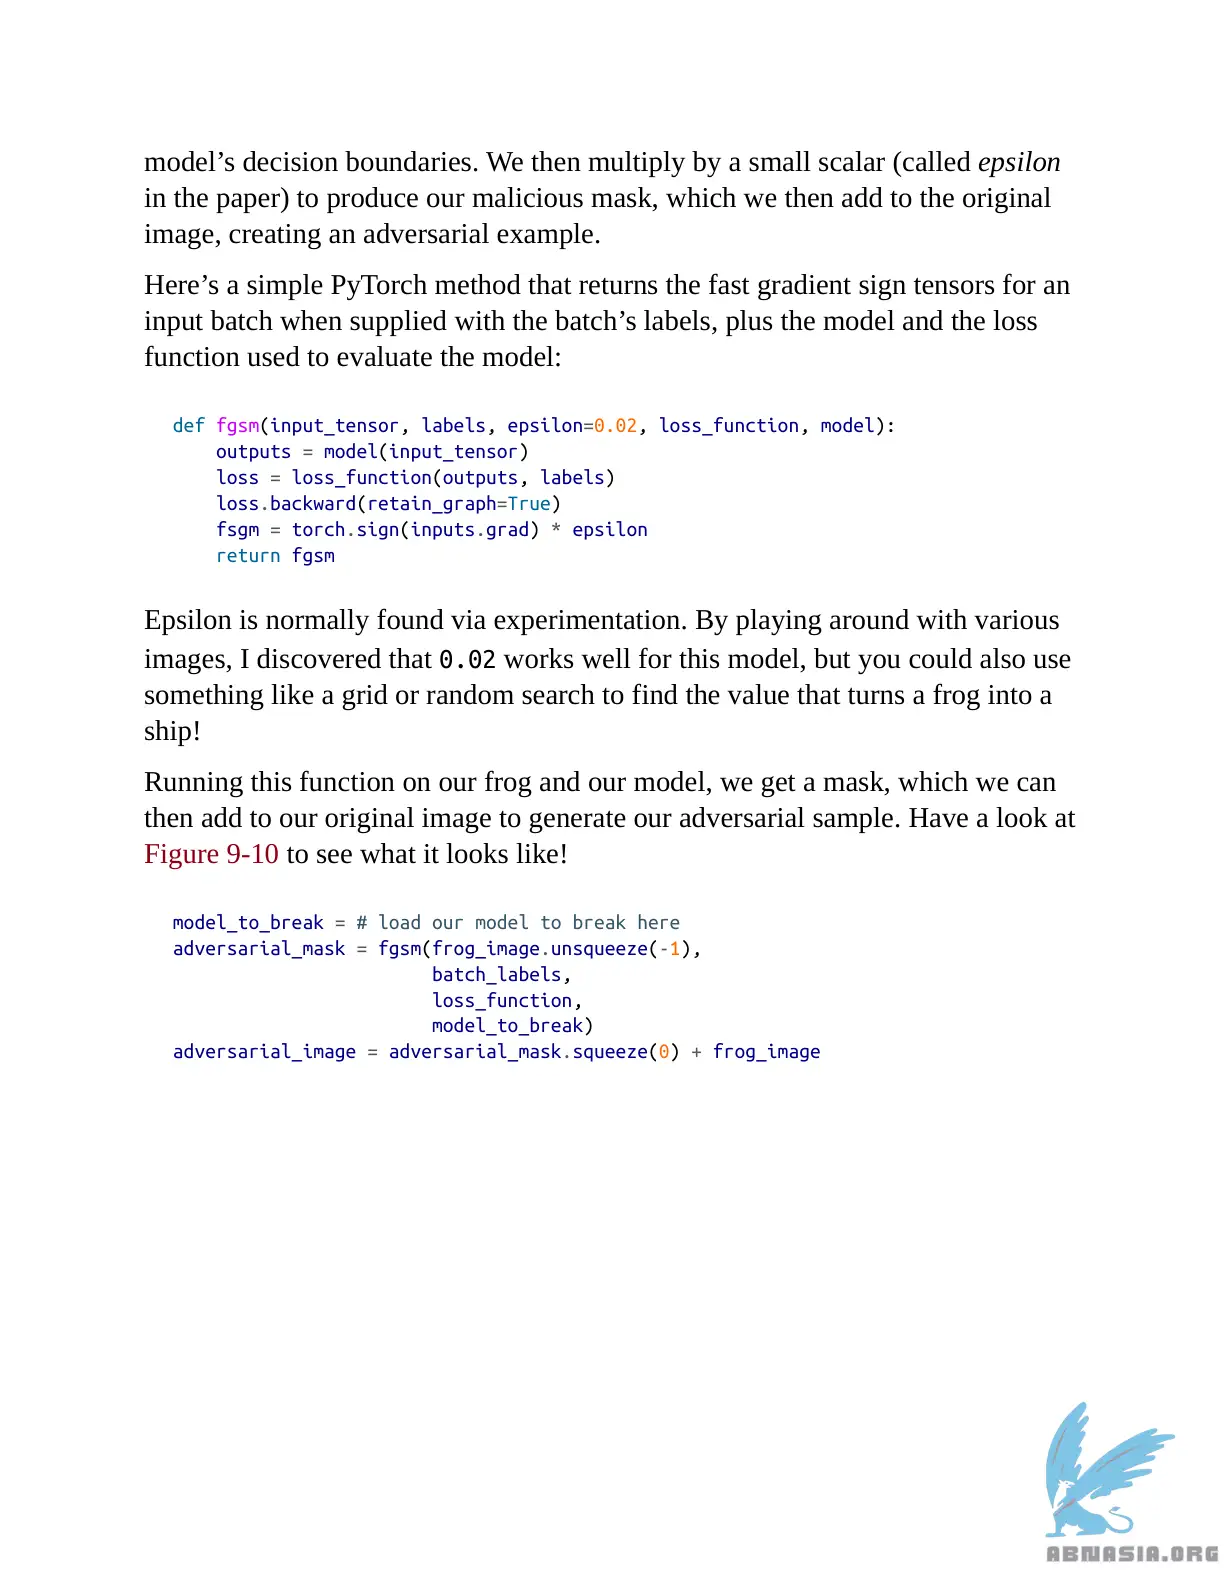 model’s decision boundaries. We then multiply by a small scalar (called epsilon
in the paper) to produce our malicious mask, which we then add to the original
image, creating an adversarial example.
Here’s a simple PyTorch method that returns the fast gradient sign tensors for an
input batch when supplied with the batch’s labels, plus the model and the loss
function used to evaluate the model:
def fgsm(input_tensor, labels, epsilon=0.02, loss_function, model):
    outputs = model(input_tensor)
    loss = loss_function(outputs, labels)
    loss.backward(retain_graph=True)
    fsgm = torch.sign(inputs.grad) * epsilon
    return fgsm
Epsilon is normally found via experimentation. By playing around with various
images, I discovered that 0.02 works well for this model, but you could also use
something like a grid or random search to find the value that turns a frog into a
ship!
Running this function on our frog and our model, we get a mask, which we can
then add to our original image to generate our adversarial sample. Have a look at
Figure 9-10 to see what it looks like!
model_to_break = # load our model to break here
adversarial_mask = fgsm(frog_image.unsqueeze(-1),
                        batch_labels,
                        loss_function,
                        model_to_break)
adversarial_image = adversarial_mask.squeeze(0) + frog_image
ABNASIA.ORG